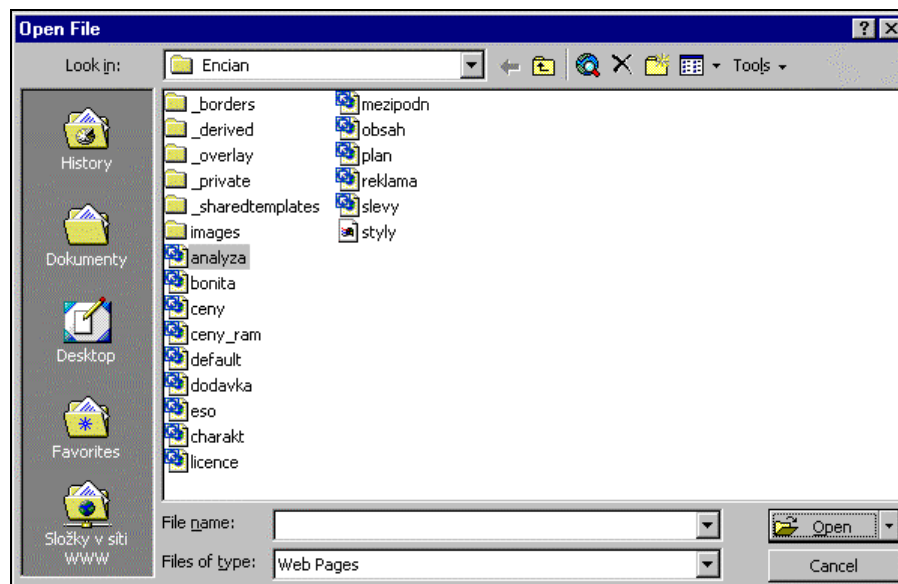 Open File
Look in:
Encian
Tools
History
Dokumenty
Desktop
Favorites
Složky v síti
WWW
_borders
_derived
_overlay
_private
_sharedtemplates
images
analyza
bonita
ceny
ceny_ram
default
dodavka
eso
charakt
licence
mezipodn
obsah
plan
reklama
slevy
styly
File name:
Open
Files of type:
Web Pages
Cancel